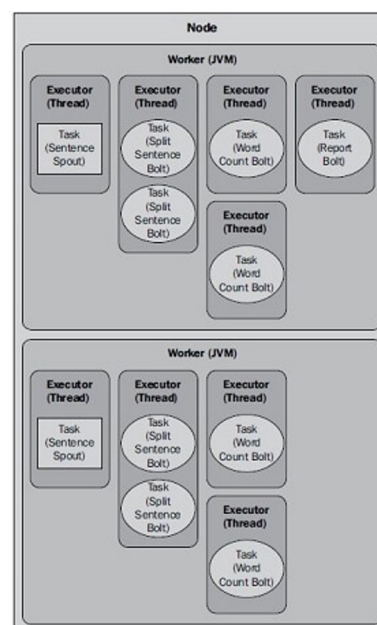 Node
Worker (JVM)
Executor
(Thread)
Task
(Sentence
Spout)
Executor
(Thread)
Task
(Split
Sentence
Bolt)
Task
(Split
Sentence
Bolt)
Executor
(Thread)
Task
(Word
Count Bolt)
Executor
(Thread)
Task
(Report
Bolt)
Executor
(Thread)
Task
(Word
Count Bolt)
Worker (JVM)
Executor
(Thread)
Task
(Sentence
Spout)
Executor
(Thread)
Task
(Split
Sentence
Bolt)
Task
(Split
Sentence
Bolt)
Executor
(Thread)
Task
(Word
Count Bolt)
Executor
(Thread)
Task
(Word
Count Bolt)